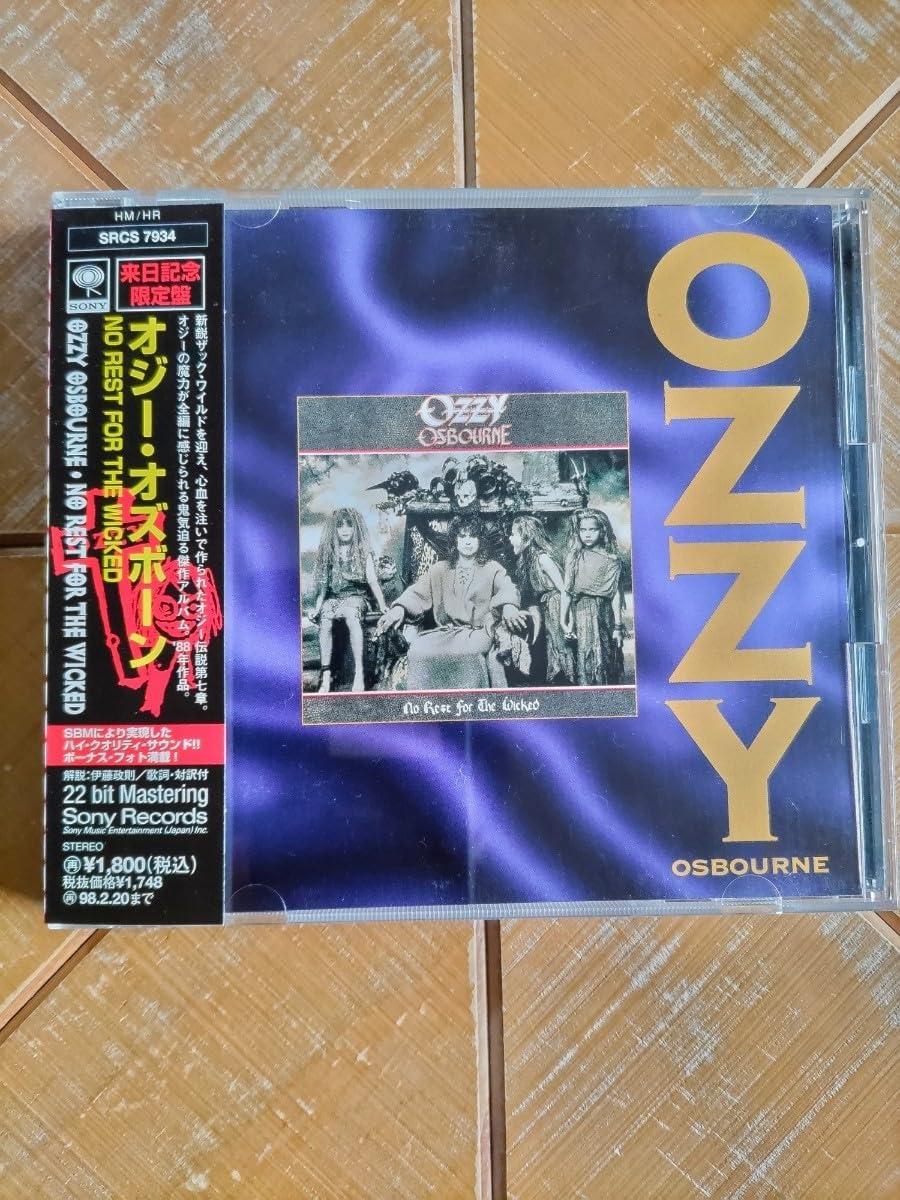 HM/HR
SRCS 7934
SONY
来日記念
限定盤
オジー・オズボーン
NO REST FOR THE WICKED
OZZY OSBOURNE • NO REST FOR THE WICKED
新鋭ザック・ワイルドを迎え、心血を注いで作られたオジー伝説第七章。
オジーの魔力が全編に感じられる鬼気迫る傑作アルバム。'88年作品。
SBMにより実現した
ハイ・クオリティ・サウンド!!
ボーナス・フォト満載!
解説:伊藤政則/歌詞・対訳付
22 bit Mastering
Sony Records
Sony Music Entertainment (Japan) Inc.
STEREO
再¥1,800(税込)
税抜価格¥1,748
再98.2.20まで
OZZY
OSBOURNE
No Rest for The Wicked
OZZY
OSBOURNE